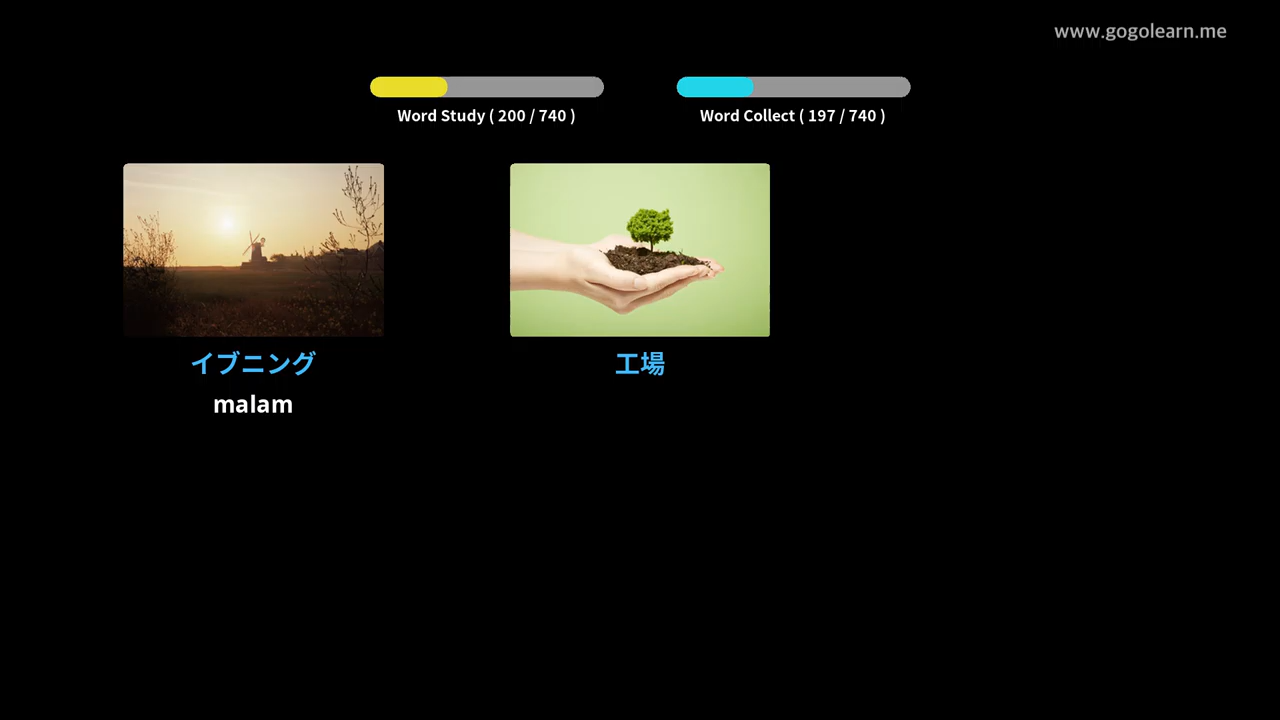 www.gogolearn.me
Word Study ( 200 / 740 )
Word Collect ( 197 / 740 )
イブニング
malam
工場